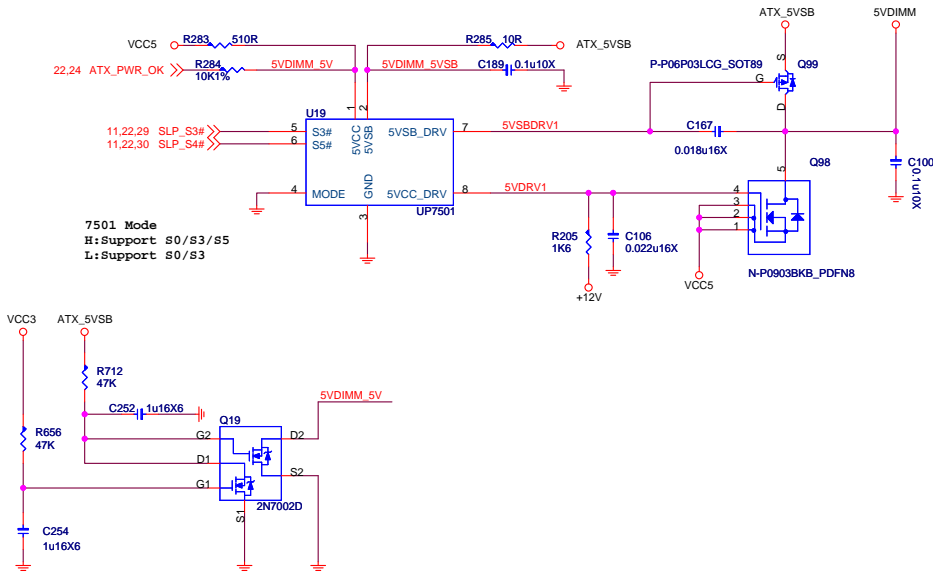 ATX_5VSB
5VDIMM
VCC5
R283
510R
R285
10R
ATX_5VSB
22,24 ATX_PWR_OK
R284
10K1%
5VDIMM_5V
5VDIMM_5VSB
C189
0.1u10X
P-P06P03LCG_SOT89
Q99
S
G
D
U19
1
2
5VCC
5VSB
11,22,29 SLP_S3#
5
S3#
5VSB_DRV
7
5VSBDRV1
C167
0.018u16X
11,22,30 SLP_S4#
6
S5#
C100
0.1u10X
Q98
5
4
MODE
GND
5VCC_DRV
8
5VDRV1
4
3
2
1
UP7501
3
7501 Mode
H:Support S0/S3/S5
L:Support S0/S3
R205
1K6
C106
0.022u16X
+12V
VCC5
N-P0903BKB_PDFN8
VCC3
ATX_5VSB
R712
47K
C252
1u16X6
5VDIMM_5V
R656
47K
Q19
G2
D2
D1
S2
G1
2N7002D
S1
C254
1u16X6